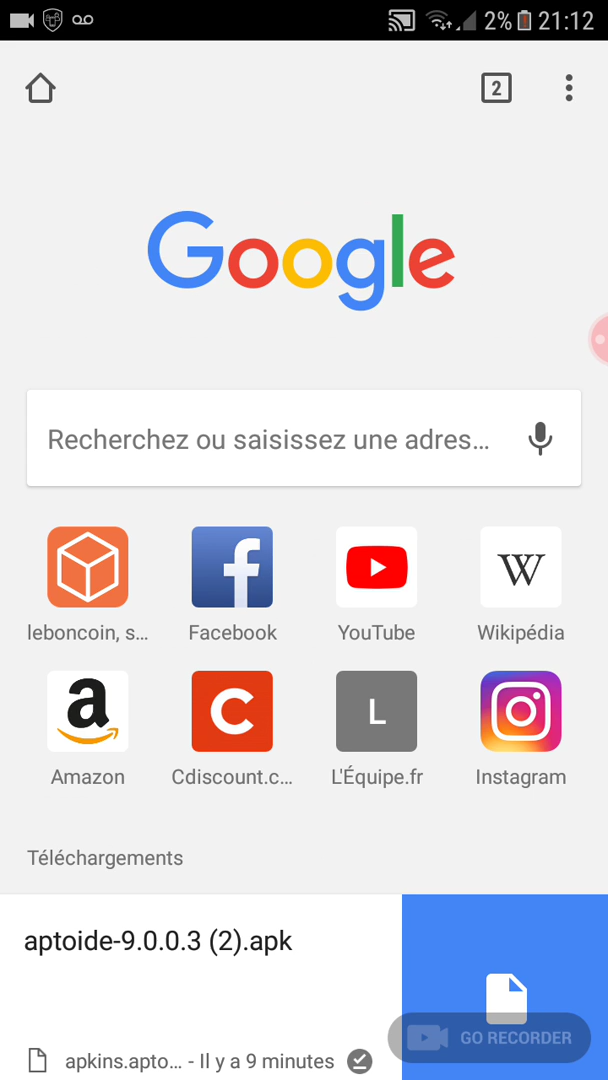 2% 21:12
2
Google
Recherchez ou saisissez une adres...
leboncoin, s... Facebook YouTube Wikipédia
Amazon Cdiscount.c... L'Équipe.fr Instagram
Téléchargements
aptoide-9.0.0.3 (2).apk
apkins.apto... - Il y a 9 minutes
GO RECORDER